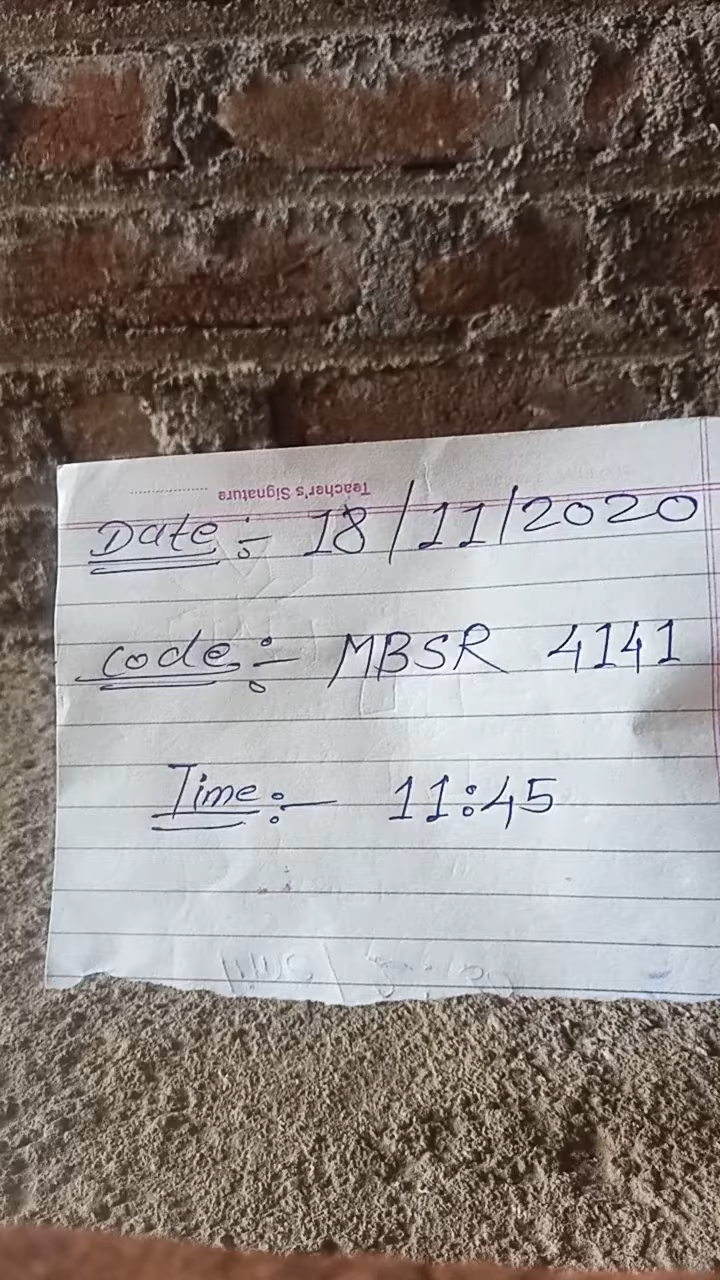 Teacher's Signature ..................
Date :- 18/11/2020
Code :- MBSR 4141
Time :- 11:45